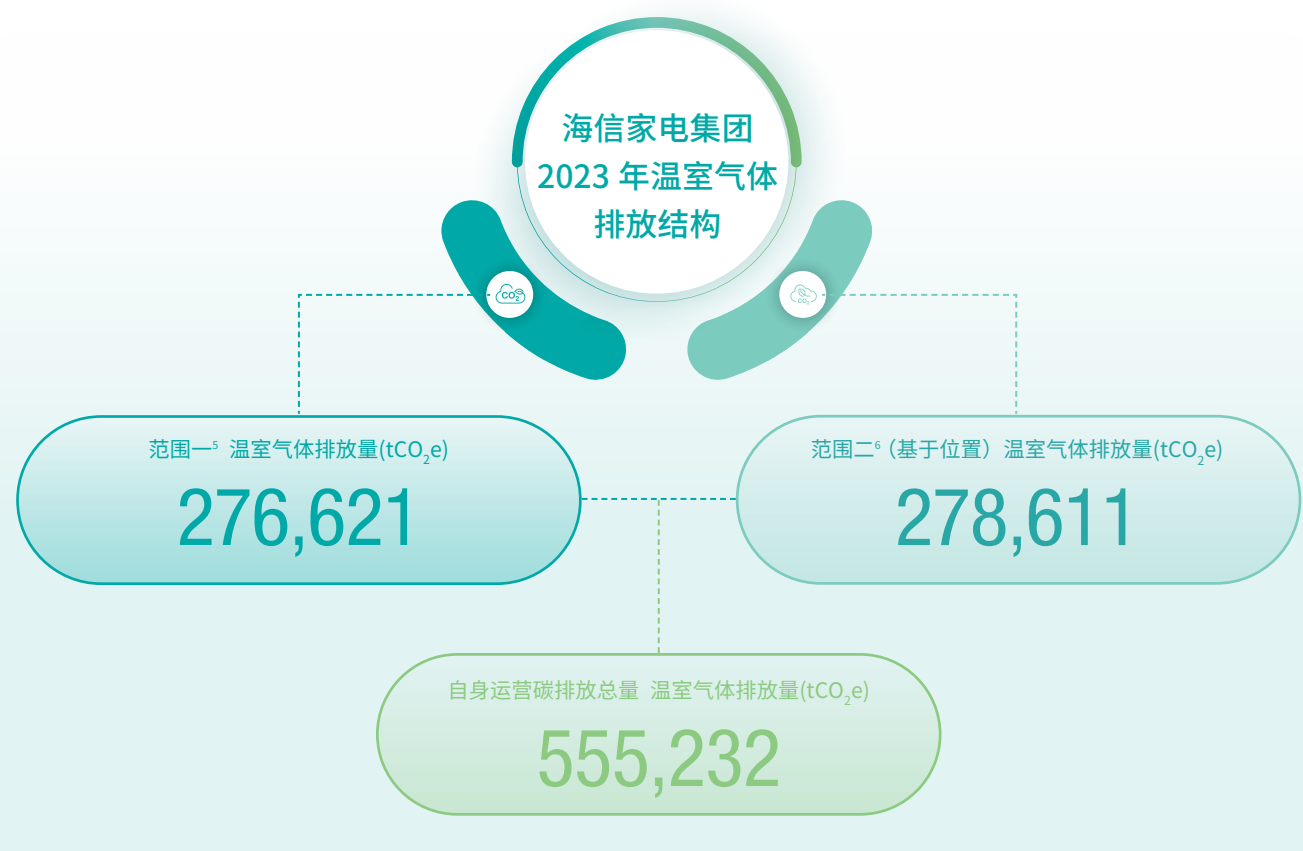 海信家电集团
2023 年温室气体
排放结构
CO2
CO2
范围一5 温室气体排放量(tCO2e)
276,621
范围二6（基于位置）温室气体排放量(tCO2e)
278,611
自身运营碳排放总量 温室气体排放量(tCO2e)
555,232